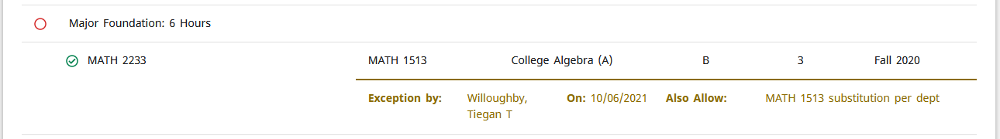 Major Foundation: 6 Hours
MATH 2233 MATH 1513 College Algebra (A) B 3 Fall 2020
Exception by: Willoughby, On: 10/06/2021 Also Allow: MATH 1513 substitution per dept
Tiegan T